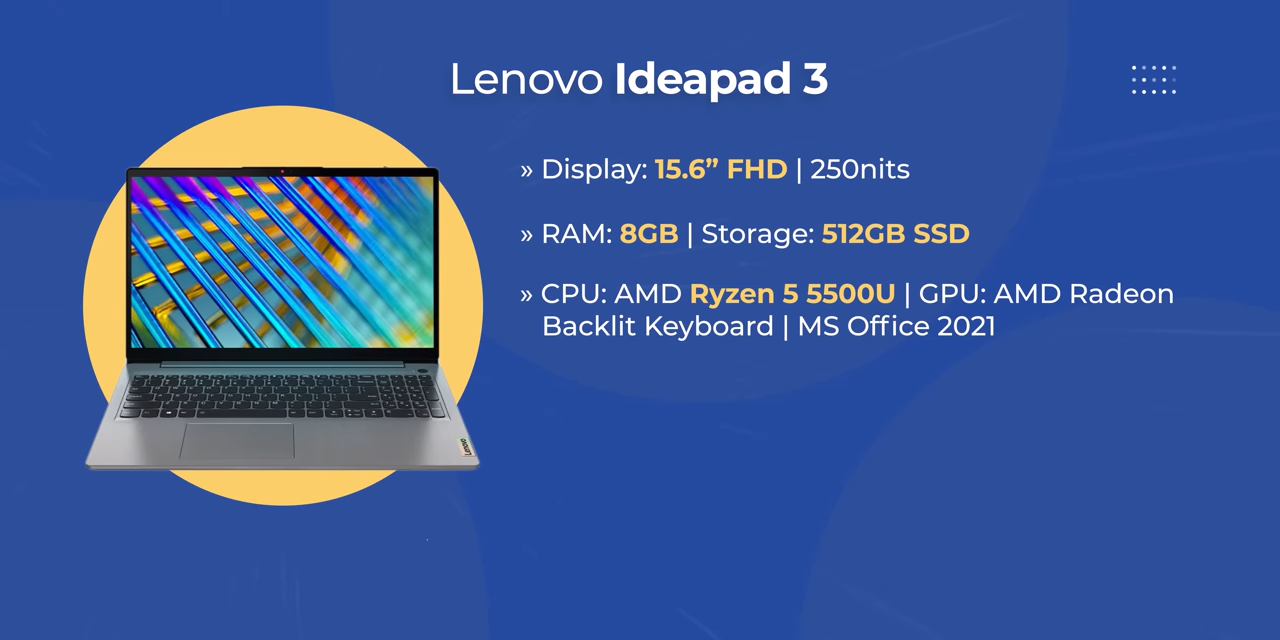 Lenovo Ideapad 3
» Display: 15.6” FHD | 250nits
» RAM: 8GB | Storage: 512GB SSD
» CPU: AMD Ryzen 5 5500U | GPU: AMD Radeon
Backlit Keyboard | MS Office 2021
Lenovo